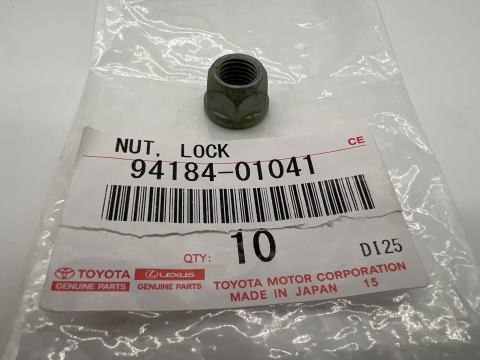 NUT, LOCK
CE
94184-01041
QTY: 10
D125
TOYOTA
GENUINE PARTS
LEXUS
GENUINE PARTS
TOYOTA MOTOR CORPORATION
MADE IN JAPAN 15